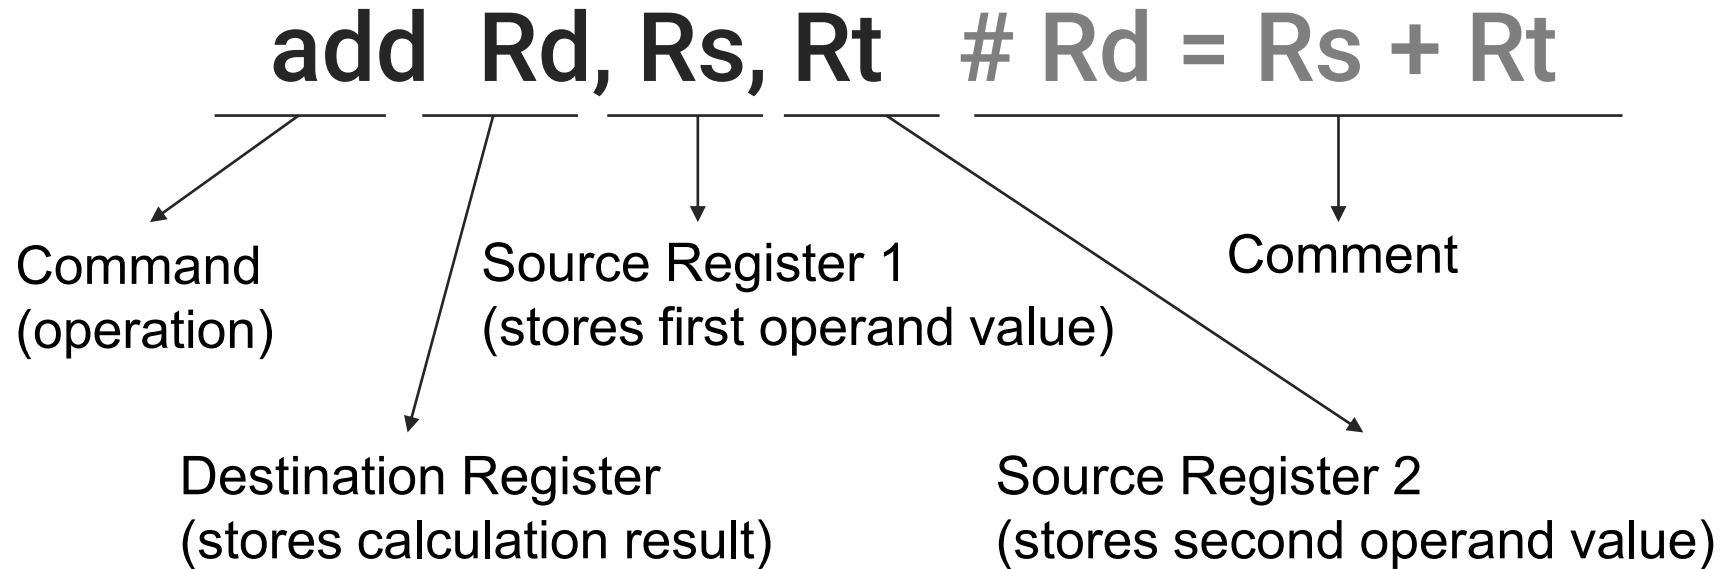 add Rd, Rs, Rt # Rd = Rs + Rt
Command
(operation)
Source Register 1
(stores first operand value)
Comment
Destination Register
(stores calculation result)
Source Register 2
(stores second operand value)